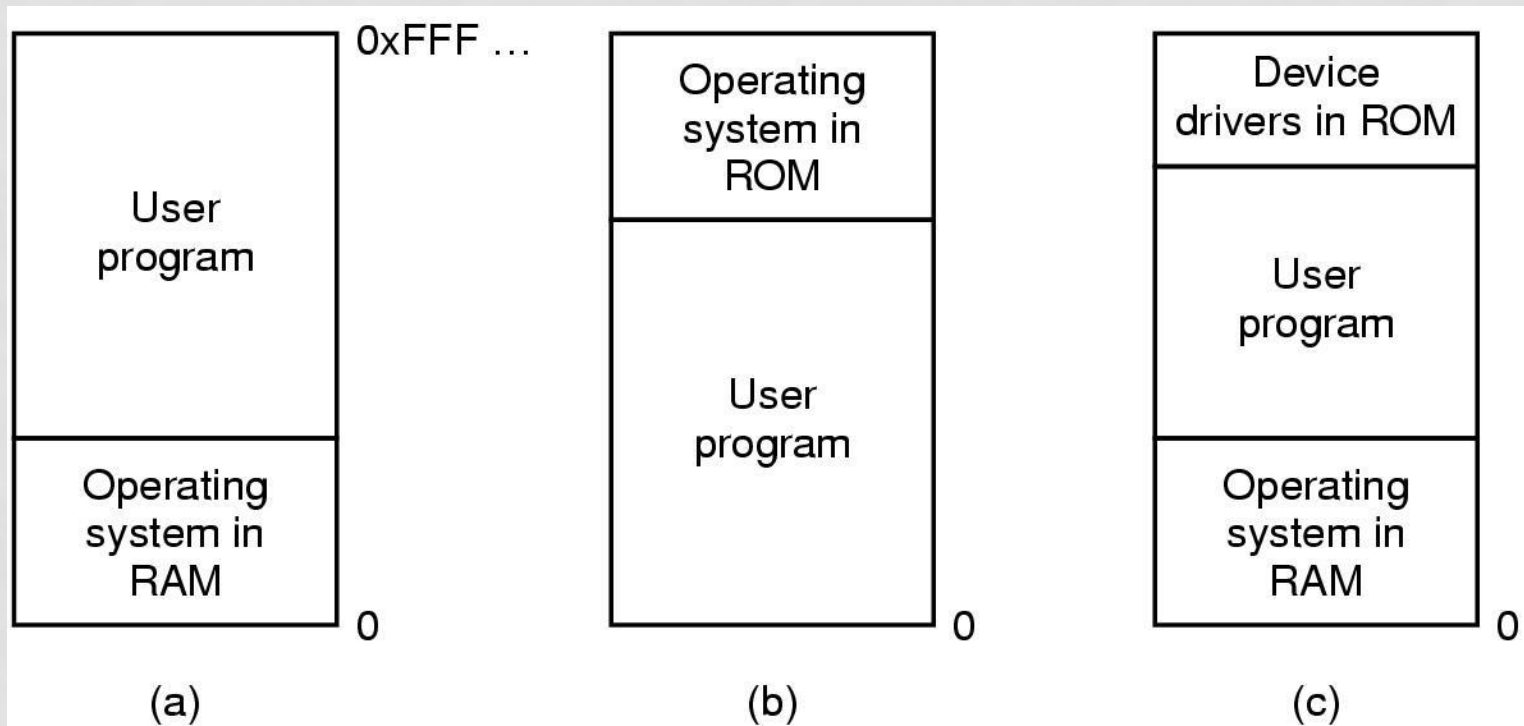 0xFFF ...
User
program
Operating
system in
RAM
0
(a)
Operating
system in
ROM
User
program
0
(b)
Device
drivers in ROM
User
program
Operating
system in
RAM
0
(c)